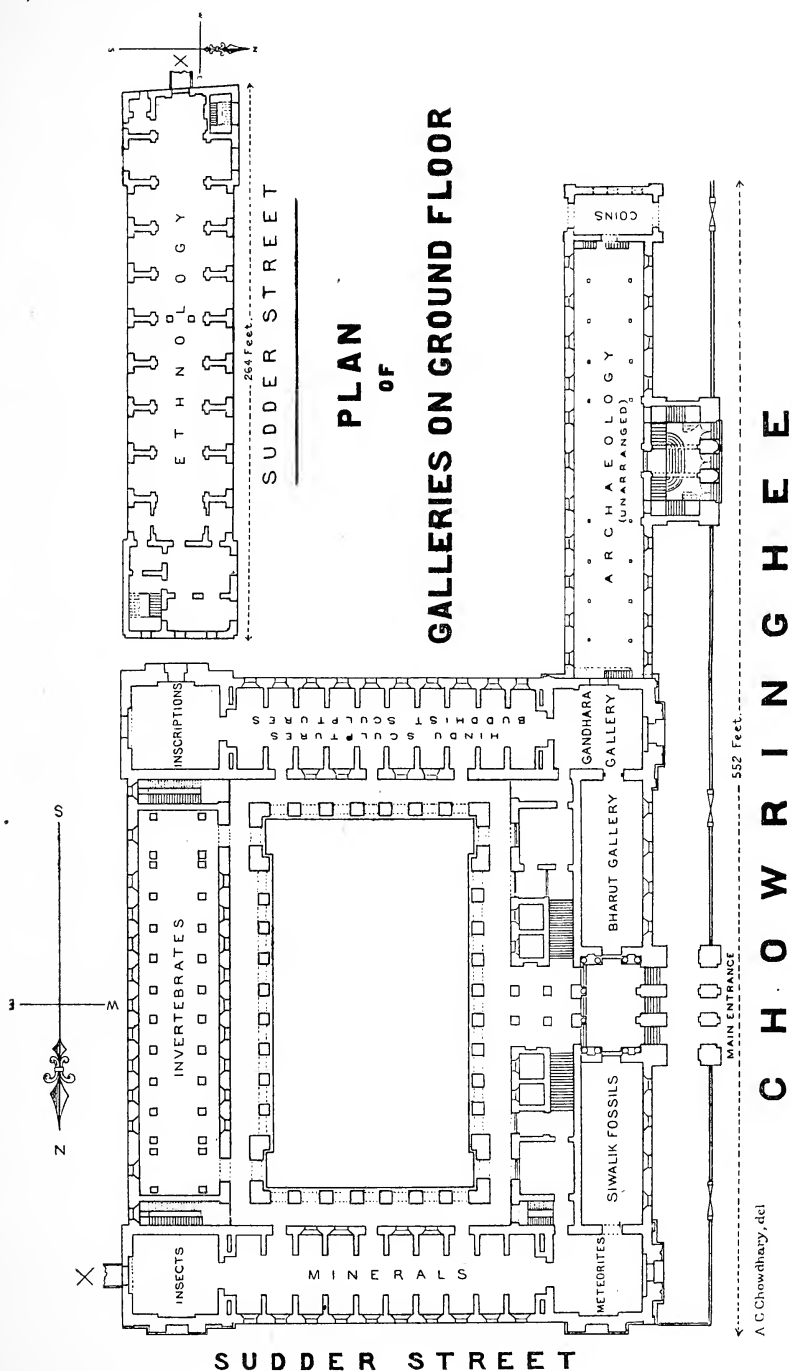 PLAN
OF
GALLERIES ON GROUND FLOOR
S
N
X
ETHNOLOGY
264 Feet.
SUDDER STREET
COINS
ARCHAEOLOGY
(UNARRANGED)
INSCRIPTIONS
HINDU SCULPTURES
BUDDHIST SCULPTURES
GANDHARA
GALLERY
BHARUT GALLERY
S
E
W
N
INVERTEBRATES
MAIN ENTRANCE
552 Feet.
SIWALIK FOSSILS
X
INSECTS
MINERALS
METEORITES
CHOWRINGHEE
SUDDER STREET
A C Chowdhary, del